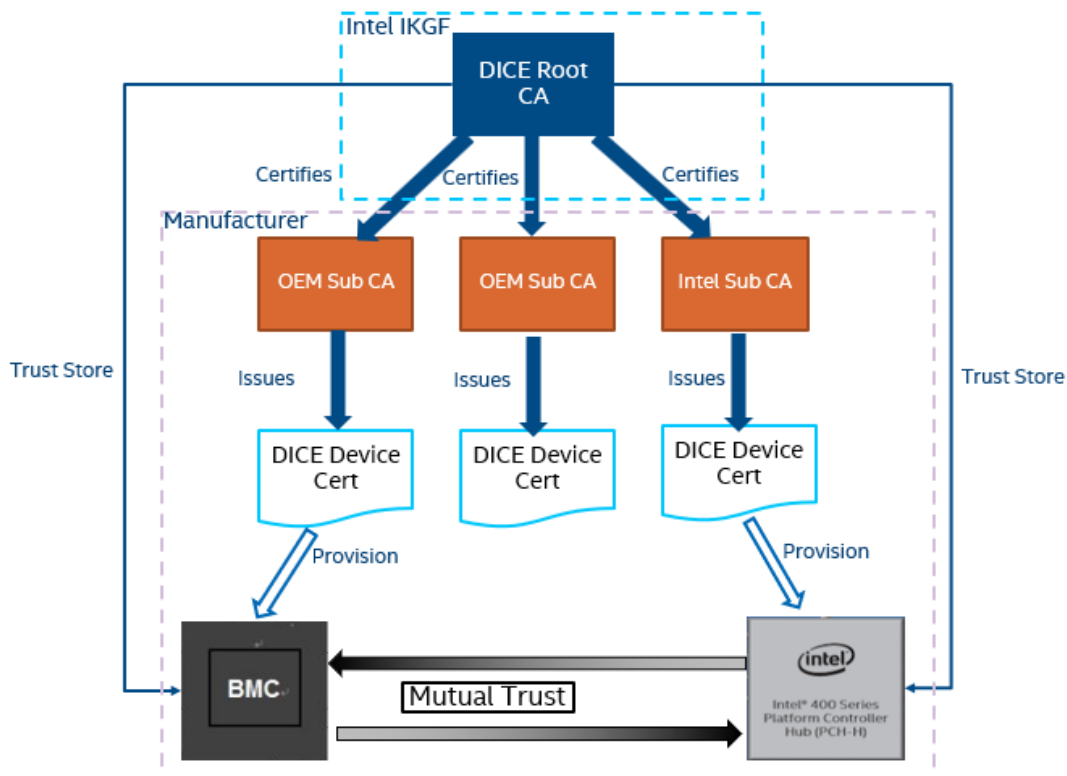 Intel IKGF
DICE Root
CA
Certifies
Certifies
Certifies
Manufacturer
OEM Sub CA
OEM Sub CA
Intel Sub CA
Trust Store
Issues
Issues
Issues
Trust Store
DICE Device
Cert
DICE Device
Cert
DICE Device
Cert
Provision
Provision
BMC
Mutual Trust
intel
Intel® 400 Series
Platform Controller
Hub (PCH-H)